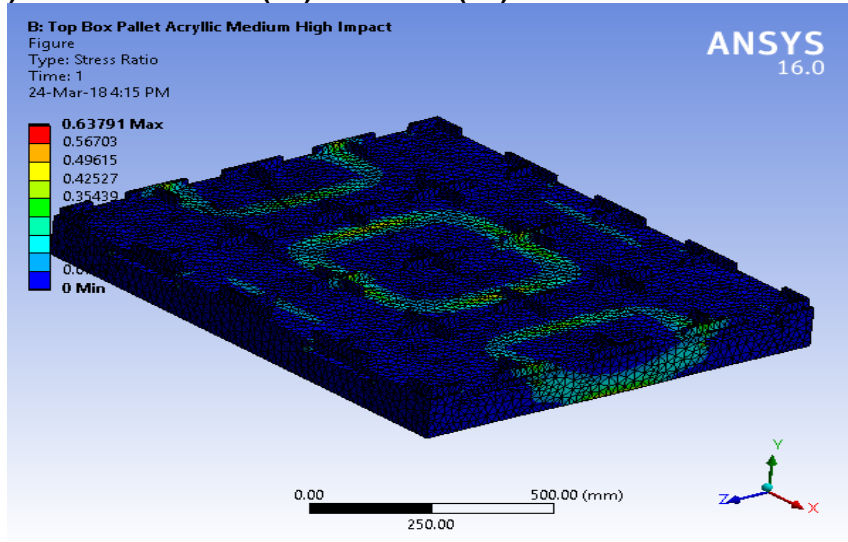 B: Top Box Pallet Acryllic Medium High Impact
Figure
Type: Stress Ratio
Time: 1
24-Mar-18 4:15 PM
ANSYS
16.0
0.63791 Max
0.56703
0.49615
0.42527
0.35439
0 Min
0.00
500.00 (mm)
250.00
Y
Z
X